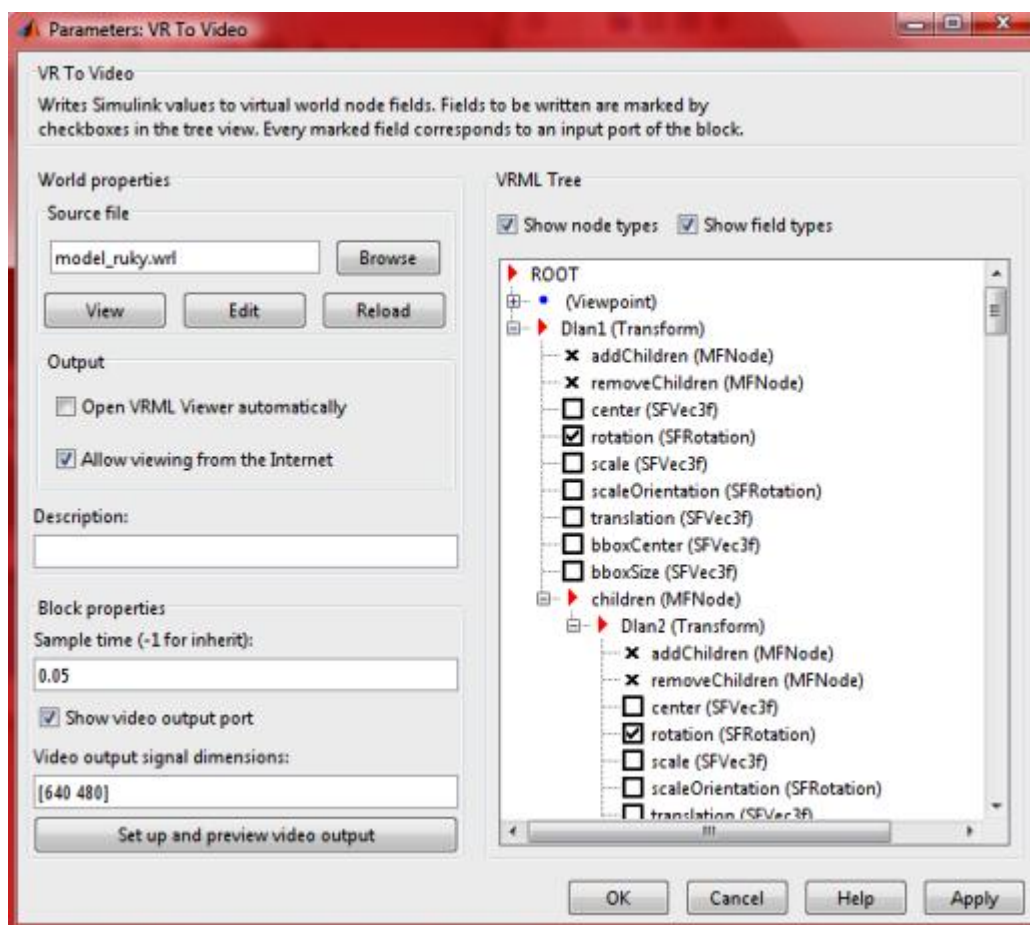 Parameters: VR To Video
VR To Video
Writes Simulink values to virtual world node fields. Fields to be written are marked by
checkboxes in the tree view. Every marked field corresponds to an input port of the block.
World properties
Source file
model_ruky.wrl
Browse
View
Edit
Reload
Output
Open VRML Viewer automatically
Allow viewing from the Internet
Description:
Block properties
Sample time (-1 for inherit):
0.05
Show video output port
Video output signal dimensions:
[640 480]
Set up and preview video output
VRML Tree
Show node types
Show field types
ROOT
(Viewpoint)
Dlan1 (Transform)
addChildren (MFNode)
removeChildren (MFNode)
center (SFVec3f)
rotation (SFRotation)
scale (SFVec3f)
scaleOrientation (SFRotation)
translation (SFVec3f)
bboxCenter (SFVec3f)
bboxSize (SFVec3f)
children (MFNode)
Dlan2 (Transform)
addChildren (MFNode)
removeChildren (MFNode)
center (SFVec3f)
rotation (SFRotation)
scale (SFVec3f)
scaleOrientation (SFRotation)
translation (SFVec3f)
OK
Cancel
Help
Apply